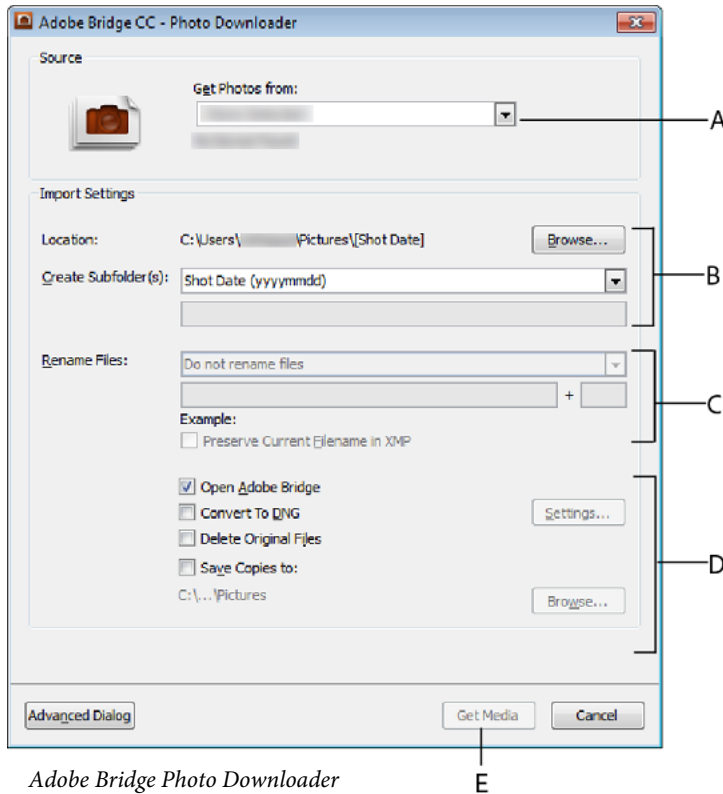 Adobe Bridge CC - Photo Downloader
Source
Get Photos from:
A
Import Settings
Location: C:\Users\ \Pictures\[Shot Date] Browse...
B
Create Subfolder(s): Shot Date (yyyymmdd)
Rename Files: Do not rename files
+
C
Example:
Preserve Current Filename in XMP
Open Adobe Bridge
Convert To DNG Settings...
Delete Original Files
D
Save Copies to:
C:\...\Pictures Browse...
Advanced Dialog Get Media Cancel
Adobe Bridge Photo Downloader
E